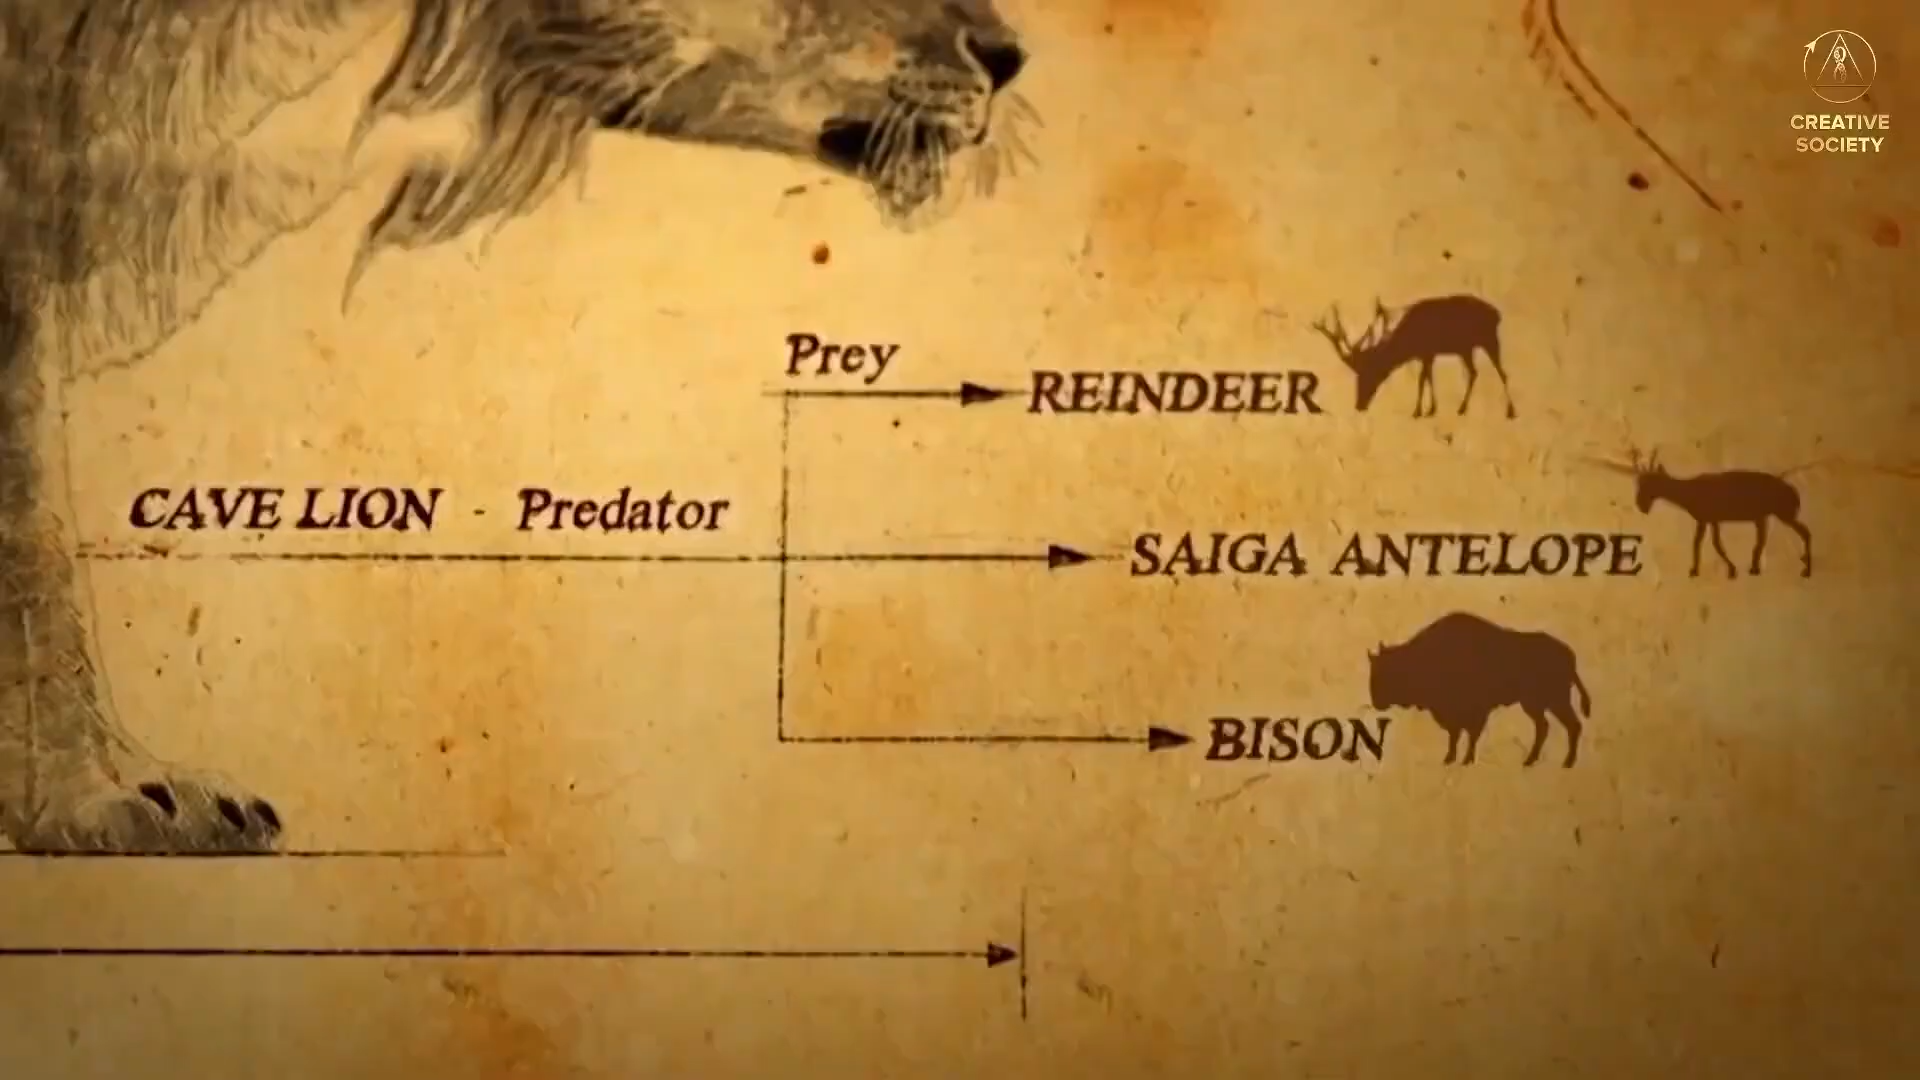 CREATIVE
SOCIETY
Prey
REINDEER
CAVE LION - Predator
SAIGA ANTELOPE
BISON